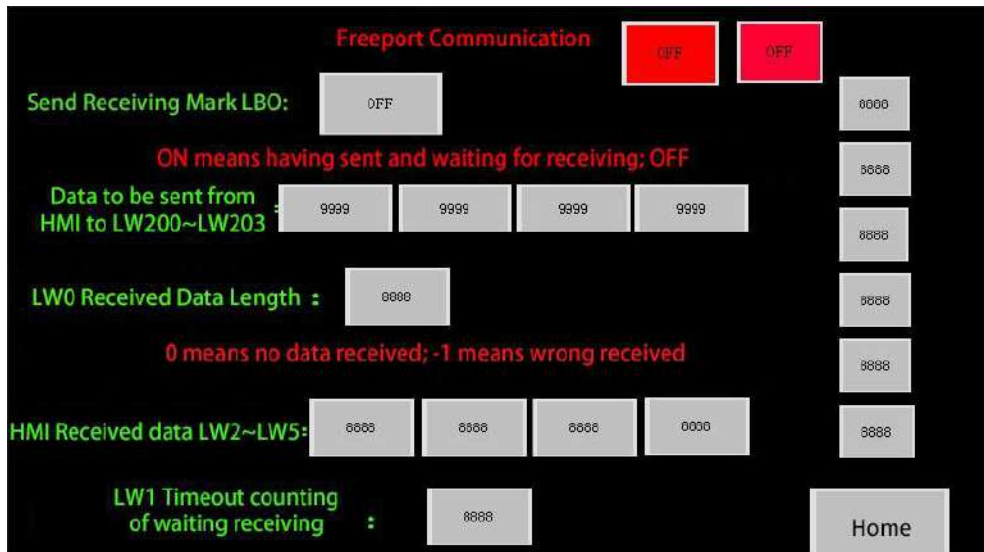 Freeport Communication
OFF
OFF
Send Receiving Mark LBO:
OFF
8888
ON means having sent and waiting for receiving; OFF
8888
Data to be sent from
HMI to LW200~LW203 :
9999
9999
9999
9999
8888
LW0 Received Data Length :
8888
8888
0 means no data received; -1 means wrong received
8888
HMI Received data LW2~LW5:
8888
8888
8888
8888
8888
LW1 Timeout counting
of waiting receiving :
8888
Home